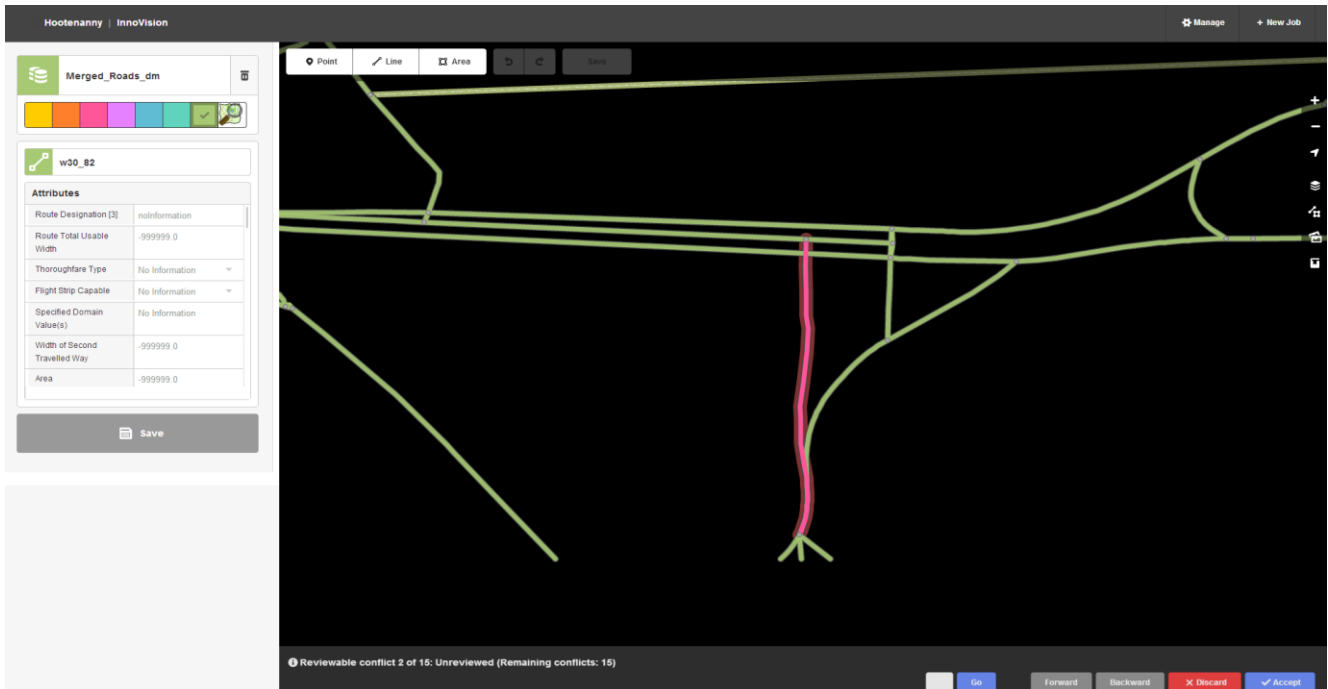 Hootenanny | InnoVision
Manage
+ New Job
Merged_Roads_dm
Point
Line
Area
Save
w30_82
Attributes
Route Designation [3]
noInformation
Route Total Usable Width
-999999.0
Thoroughfare Type
No Information
Flight Strip Capable
No Information
Specified Domain Value(s)
No Information
Width of Second Travelled Way
-999999.0
Area
-999999.0
Save
Reviewable conflict 2 of 15: Unreviewed (Remaining conflicts: 15)
Go
Forward
Backward
Discard
Accept